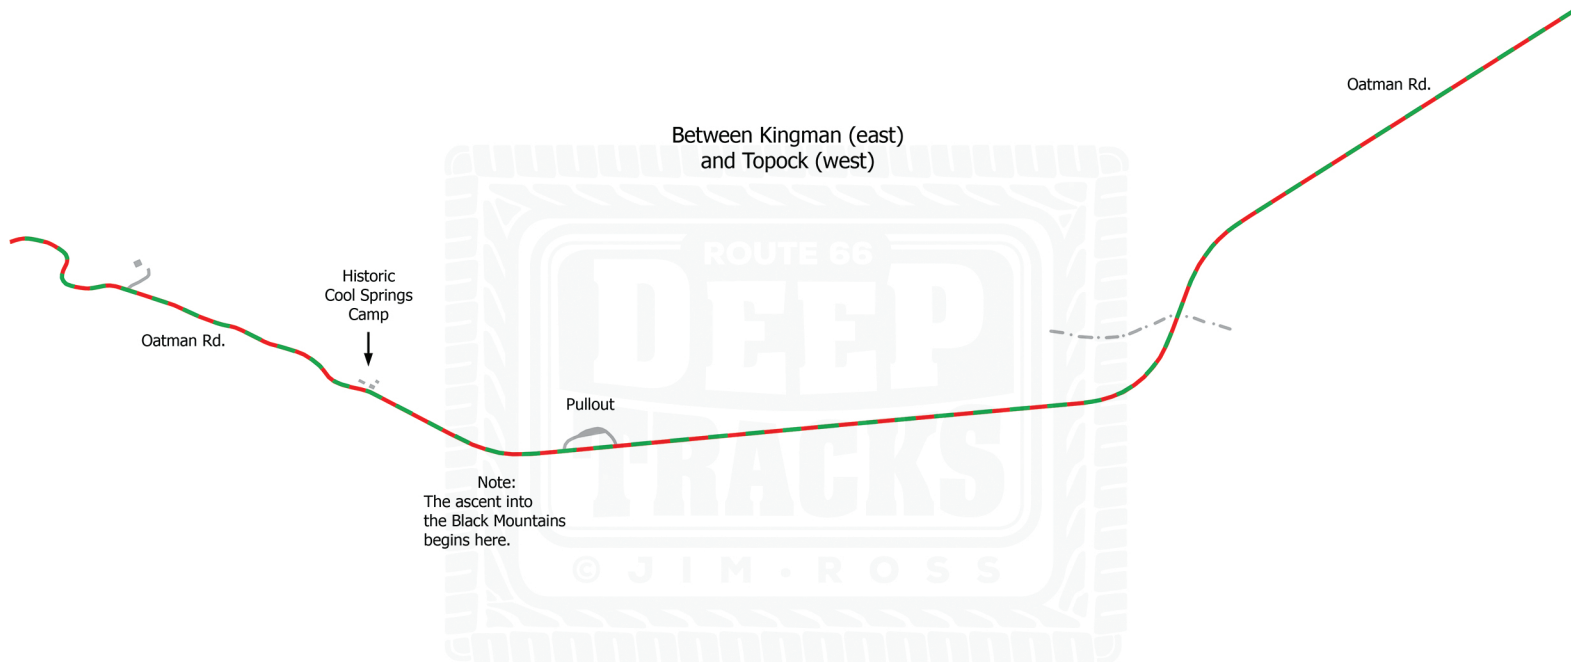 Oatman Rd.
Between Kingman (east)
and Topock (west)
ROUTE 66
DEEP
TRACKS
© JIM • ROSS
Historic
Cool Springs
Camp
Oatman Rd.
Pullout
Note:
The ascent into
the Black Mountains
begins here.